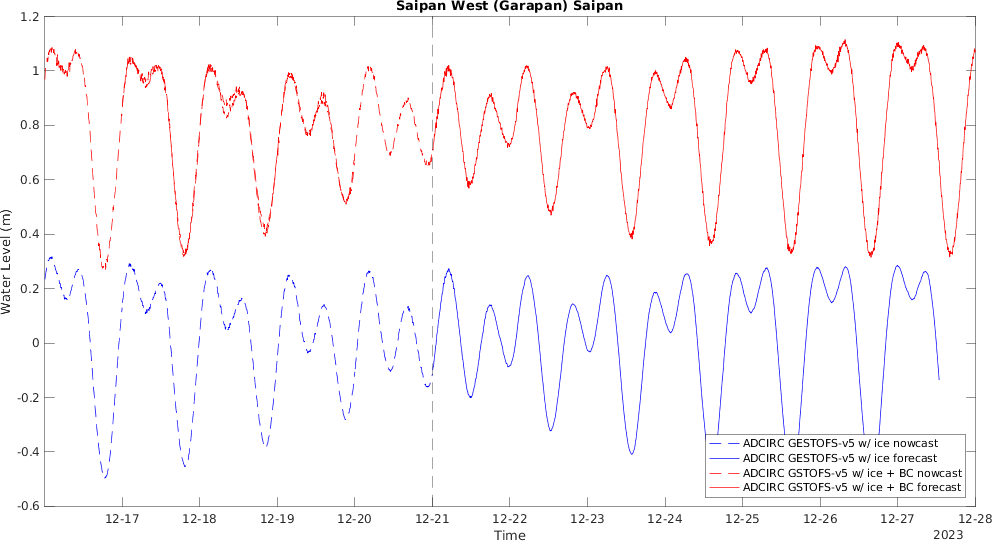 Saipan West (Garapan) Saipan
Water Level (m)
1.2
1
0.8
0.6
0.4
0.2
0
-0.2
-0.4
-0.6
ADCIRC GESTOFS-v5 w/ ice nowcast
ADCIRC GESTOFS-v5 w/ ice forecast
ADCIRC GSTOFS-v5 w/ ice + BC nowcast
ADCIRC GSTOFS-v5 w/ ice + BC forecast
12-17 12-18 12-19 12-20 12-21 12-22 12-23 12-24 12-25 12-26 12-27 12-28
Time
2023